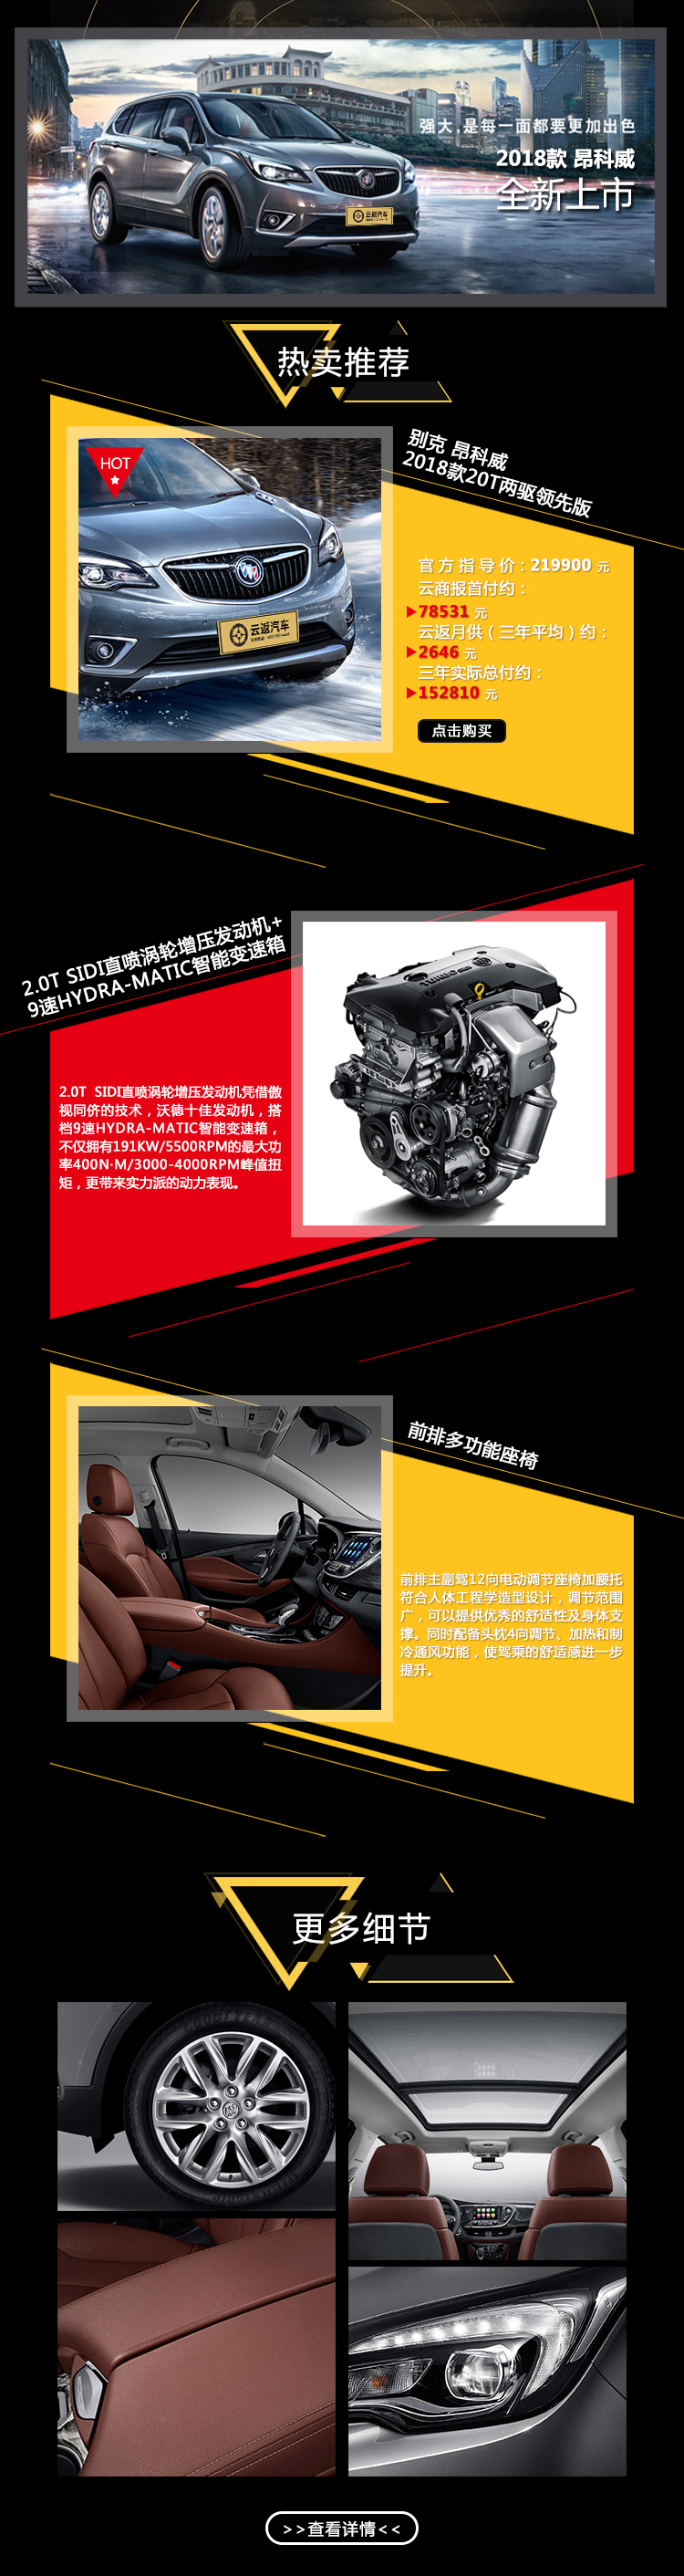 强大,是每一面都要更加出色
2018款 昂科威
全新上市
云返汽车
热卖推荐
HOT
别克 昂科威
2018款20T两驱领先版
云返汽车
官方指导价：219900 元
云商报首付约：
78531 元
云返月供（三年平均）约：
2646 元
三年实际总付约：
152810 元
点击购买
2.0T SIDI直喷涡轮增压发动机+
9速HYDRA-MATIC智能变速箱
TURBO
2.0T SIDI直喷涡轮增压发动机凭借傲
视同侪的技术，沃德十佳发动机，搭
档9速HYDRA-MATIC智能变速箱，
不仅拥有191KW/5500RPM的最大功
率400N·M/3000-4000RPM峰值扭
矩，更带来实力派的动力表现。
前排多功能座椅
前排主副驾12向电动调节座椅加腰托
符合人体工程学造型设计，调节范围
广，可以提供优秀的舒适性及身体支
撑。同时配备头枕4向调节、加热和制
冷通风功能，使驾乘的舒适感进一步
提升。
更多细节
GOODYEAR
>>查看详情<<